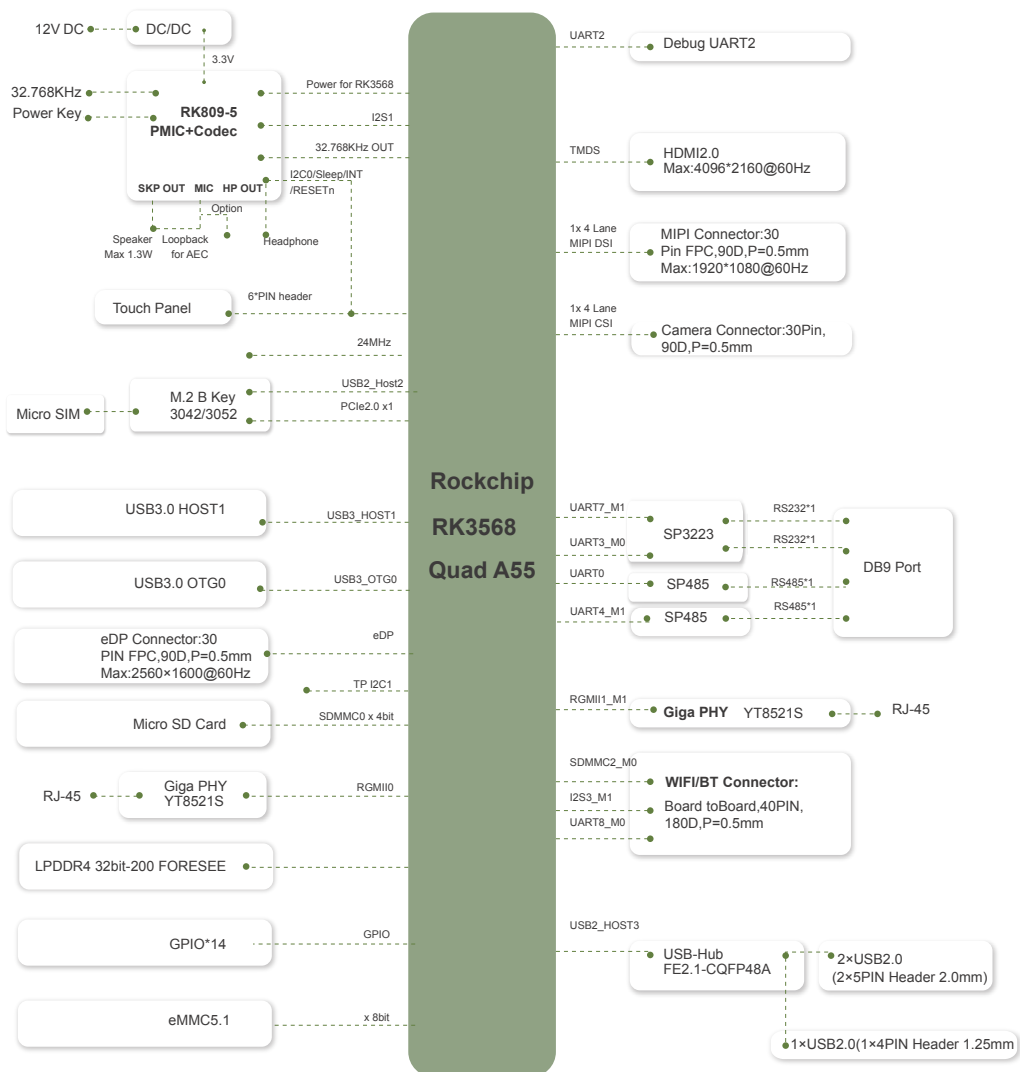 12V DC
DC/DC
3.3V
32.768KHz
Power Key
RK809-5
PMIC+Codec
SKP OUT MIC HP OUT
Option
Speaker
Max 1.3W
Loopback
for AEC
Headphone
Power for RK3568
I2S1
32.768KHz OUT
I2C0/Sleep/INT
/RESETn
Touch Panel
6*PIN header
24MHz
Micro SIM
M.2 B Key
3042/3052
USB2_Host2
PCIe2.0 x1
USB3.0 HOST1
USB3_HOST1
USB3.0 OTG0
USB3_OTG0
eDP Connector:30
PIN FPC,90D,P=0.5mm
Max:2560×1600@60Hz
eDP
TP I2C1
Micro SD Card
SDMMC0 x 4bit
RJ-45
Giga PHY
YT8521S
RGMII0
LPDDR4 32bit-200 FORESEE
GPIO*14
GPIO
eMMC5.1
x 8bit
Rockchip
RK3568
Quad A55
UART2
Debug UART2
TMDS
HDMI2.0
Max:4096*2160@60Hz
1x 4 Lane
MIPI DSI
MIPI Connector:30
Pin FPC,90D,P=0.5mm
Max:1920*1080@60Hz
1x 4 Lane
MIPI CSI
Camera Connector:30Pin,
90D,P=0.5mm
UART7_M1
UART3_M0
SP3223
RS232*1
RS232*1
UART0
SP485
RS485*1
UART4_M1
SP485
RS485*1
DB9 Port
RGMII1_M1
Giga PHY YT8521S
RJ-45
SDMMC2_M0
I2S3_M1
UART8_M0
WIFI/BT Connector:
Board toBoard,40PIN,
180D,P=0.5mm
USB2_HOST3
USB-Hub
FE2.1-CQFP48A
2×USB2.0
(2×5PIN Header 2.0mm)
1×USB2.0(1×4PIN Header 1.25mm